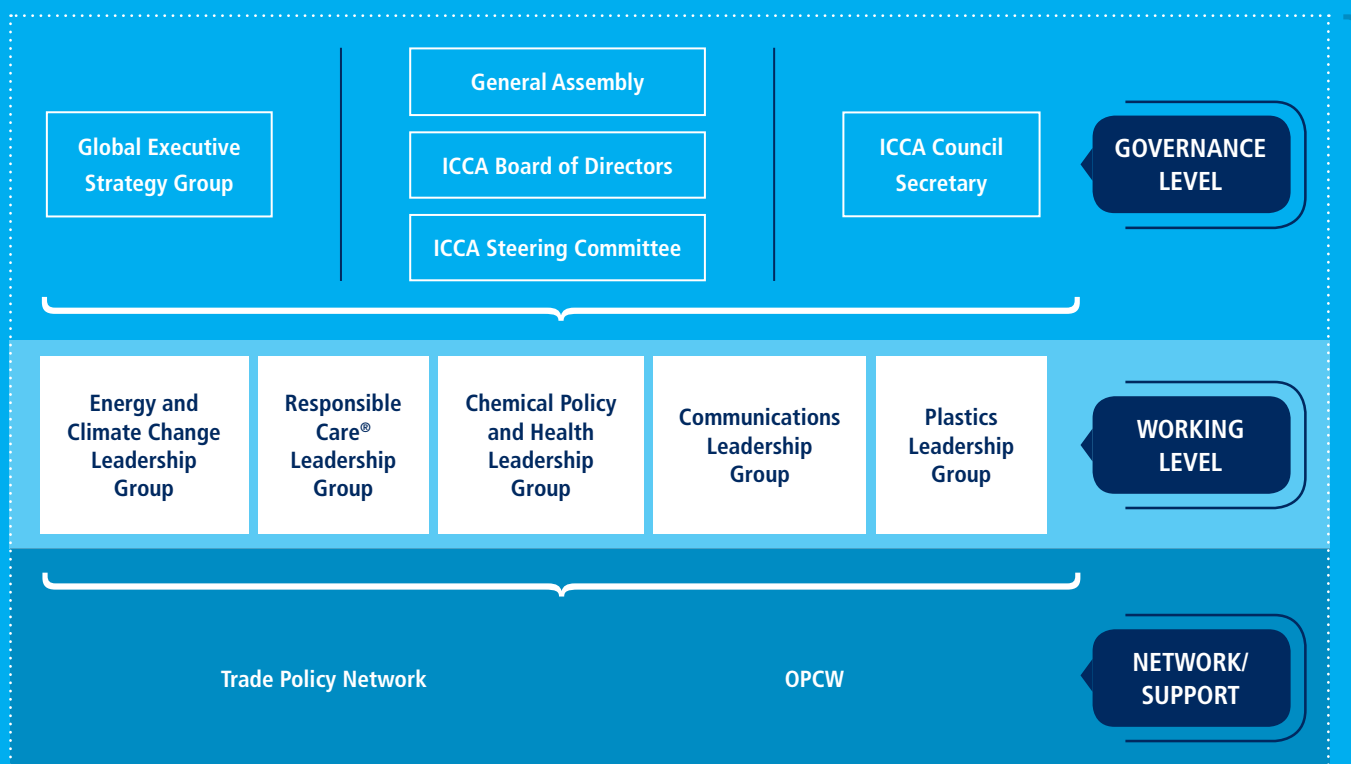 Global Executive
Strategy Group
General Assembly
ICCA Board of Directors
ICCA Steering Committee
ICCA Council
Secretary
GOVERNANCE
LEVEL
Energy and
Climate Change
Leadership
Group
Responsible
Care®
Leadership
Group
Chemical Policy
and Health
Leadership
Group
Communications
Leadership
Group
Plastics
Leadership
Group
WORKING
LEVEL
Trade Policy Network
OPCW
NETWORK/
SUPPORT